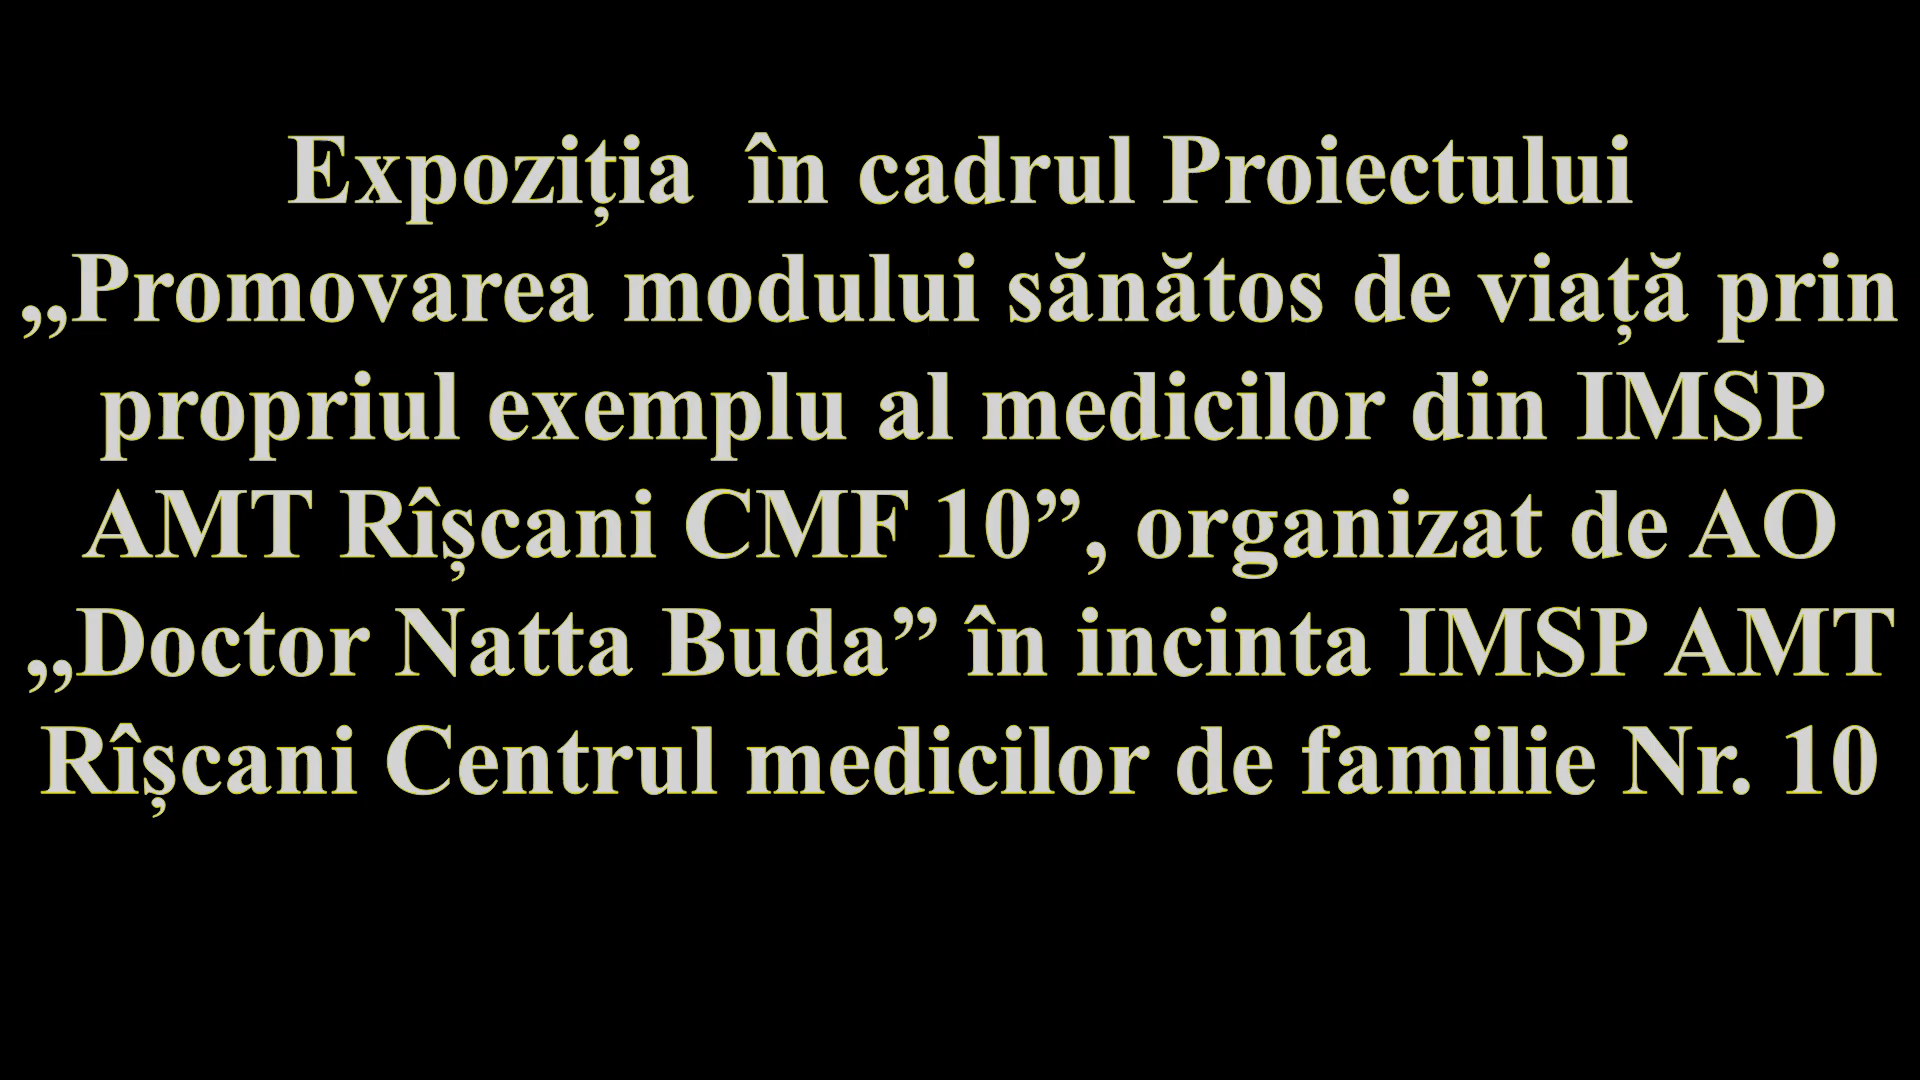 Expoziția  în cadrul Proiectului
„Promovarea modului sănătos de viață prin
propriul exemplu al medicilor din IMSP
AMT Rîșcani CMF 10”, organizat de AO
„Doctor Natta Buda” în incinta IMSP AMT
Rîșcani Centrul medicilor de familie Nr. 10